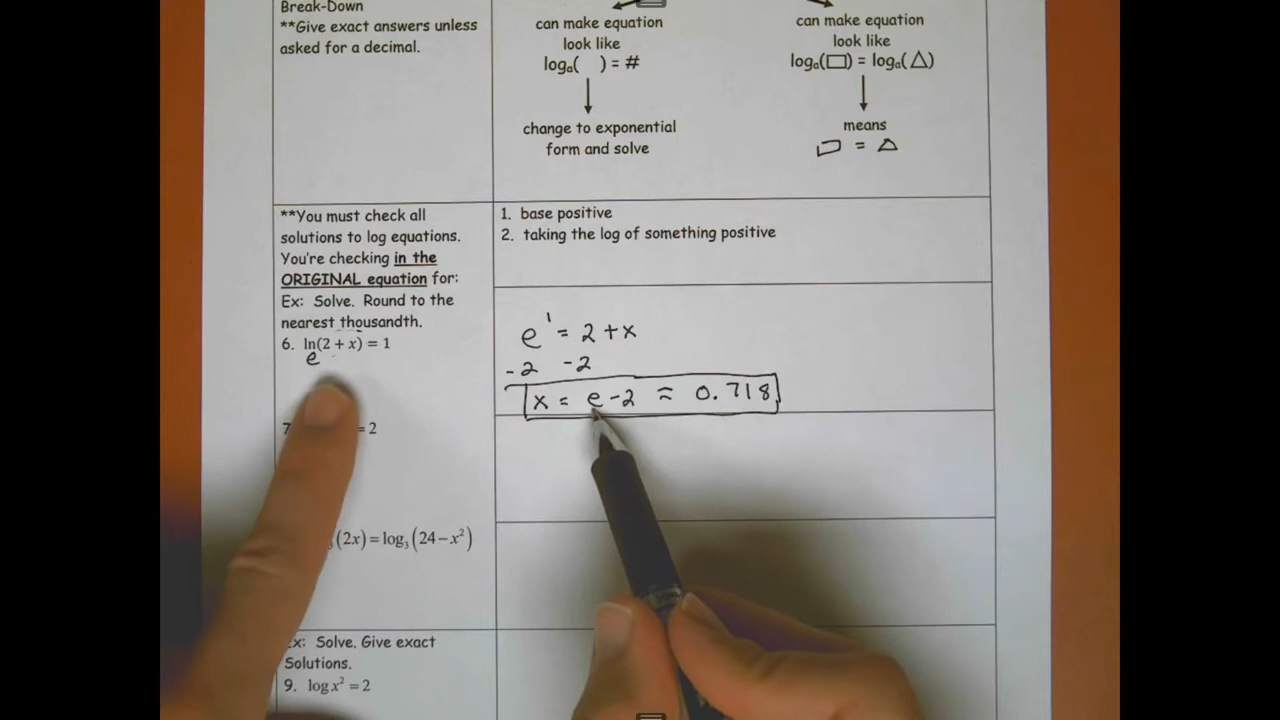 Break-Down
**Give exact answers unless
asked for a decimal.
can make equation
look like
logₐ( ) = #
change to exponential
form and solve
can make equation
look like
logₐ(▭) = logₐ(△)
means
▭ = △
**You must check all
solutions to log equations.
You're checking in the
ORIGINAL equation for:
1. base positive
2. taking the log of something positive
Ex: Solve. Round to the
nearest thousandth.
6. ln(2 + x) = 1
e
e¹ = 2 + x
-2 -2
x = e - 2 ≈ 0.718
7 = 2
(2x) = log₃(24 - x²)
Ex: Solve. Give exact
Solutions.
9. log x² = 2